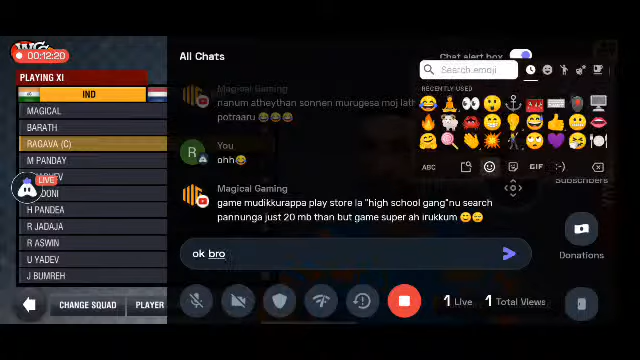 00:12:20
PLAYING XI
IND
MAGICAL
BARATH
RAGAVA (C)
M PANDAY
LIVE
H PANDEA
R JADAJA
R ASWIN
U YADEV
J BUMREH
CHANGE SQUAD
PLAYER
All Chats
Chat alert box
Magical Gaming
nanum atheythan sonnen murugesa moj lath
potraaru 😂😂😂
You
ohh😂
Magical Gaming
game mudikkurappa play store la "high school gang"nu search
pannunga just 20 mb than but game super ah irukkum 😊😊
ok bro
Search emoji
RECENTLY USED
ABC
GIF
:-)
Subscribers
Donations
1 Live
1 Total Views